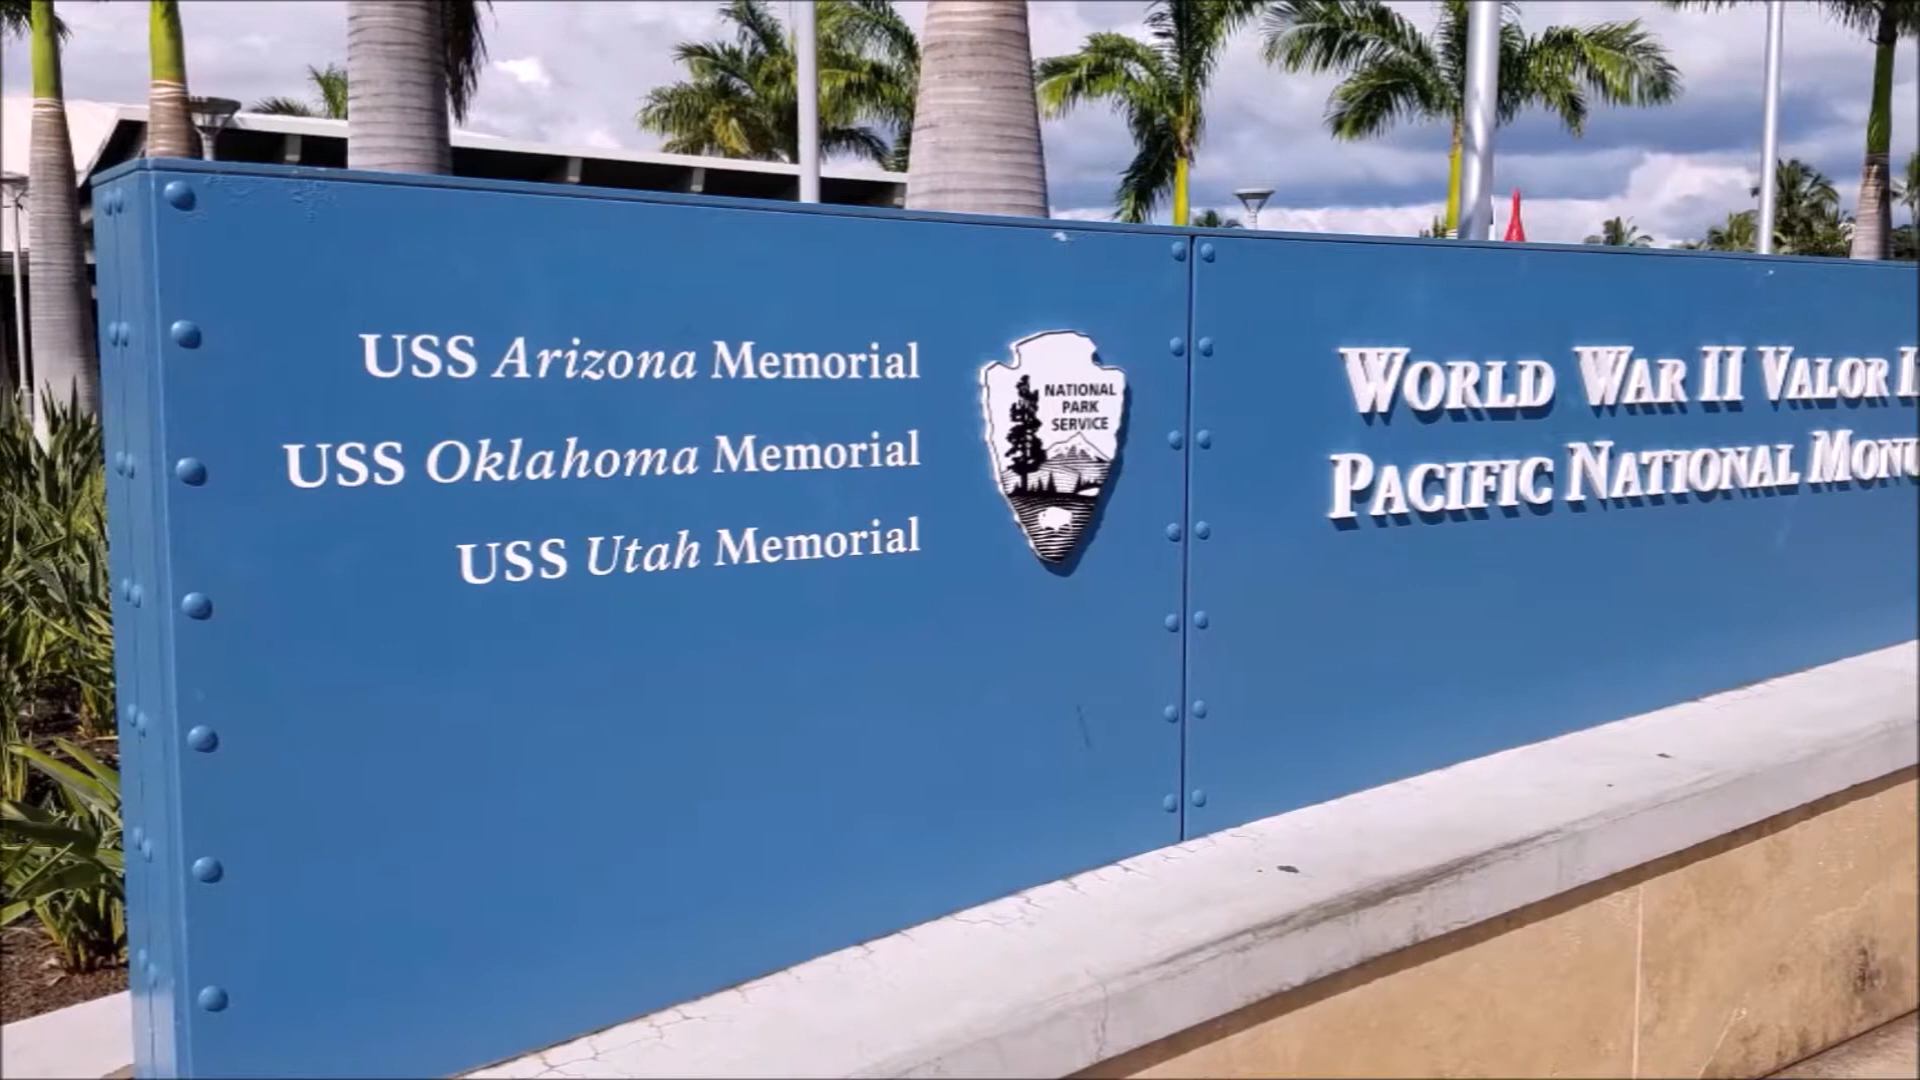 USS Arizona Memorial
USS Oklahoma Memorial
USS Utah Memorial
NATIONAL
PARK
SERVICE
WORLD WAR II VALOR
PACIFIC NATIONAL